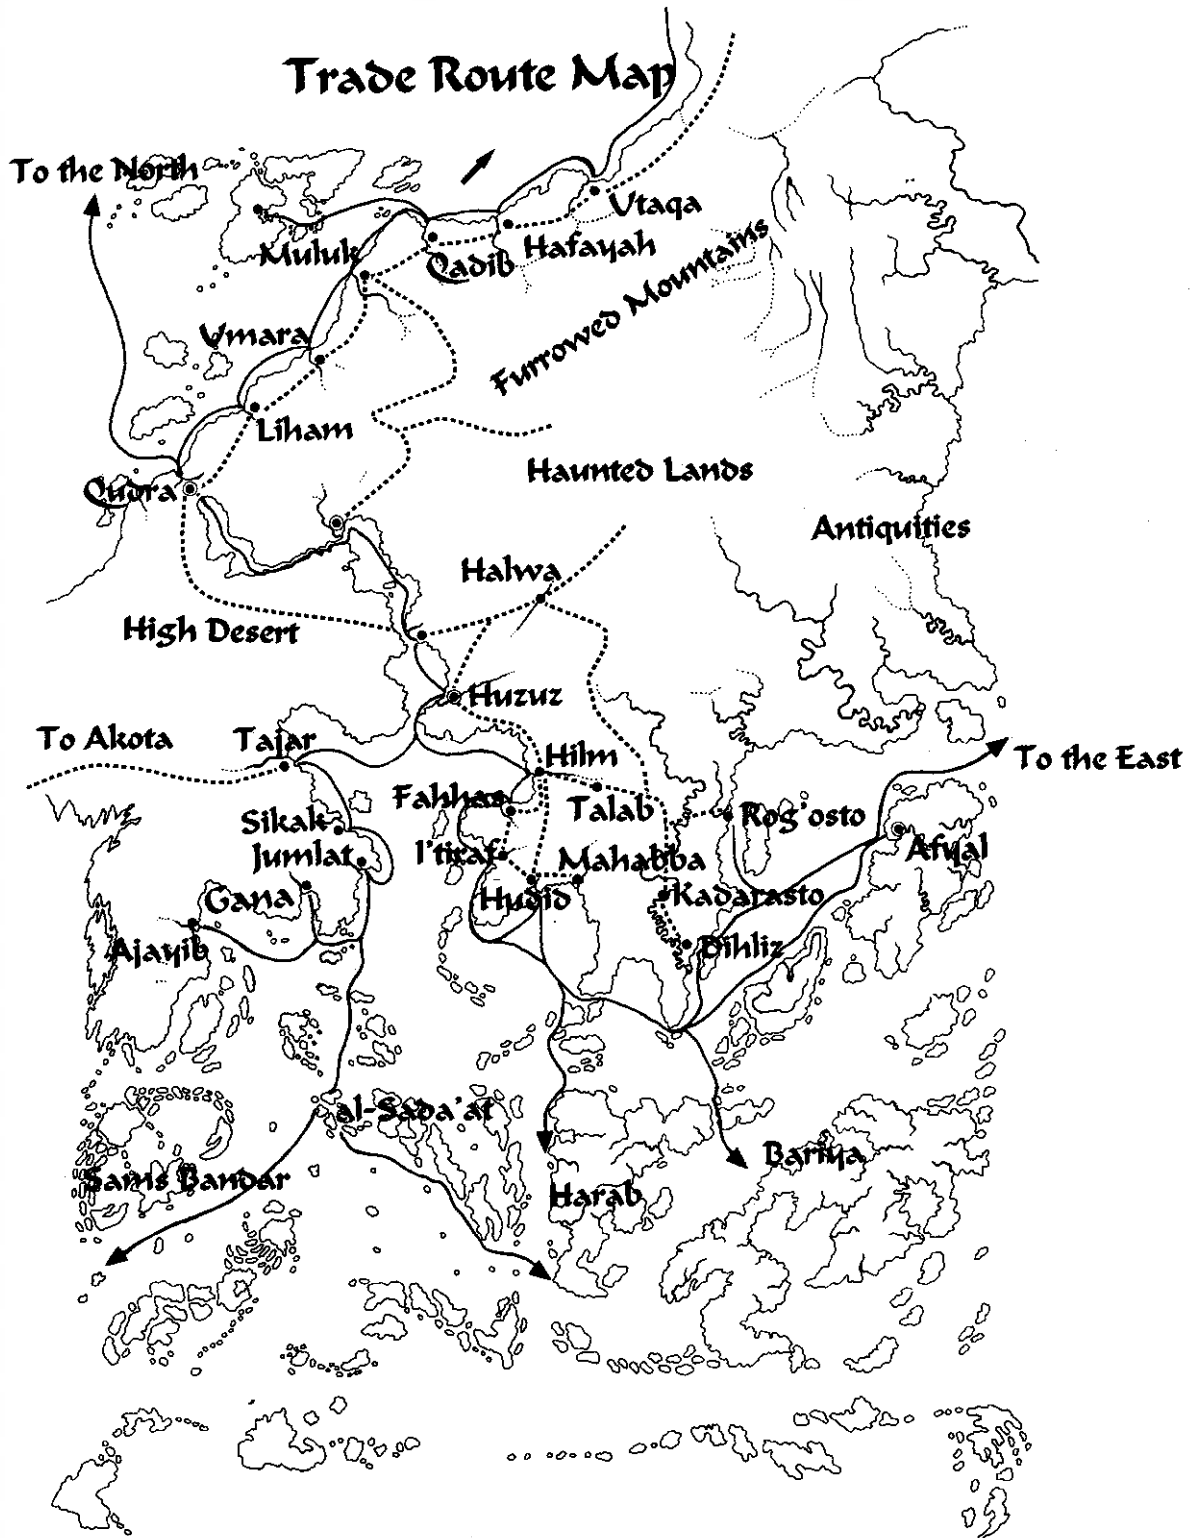 Trade Route Map
To the North
Utaqa
Muluk
Hafayah
Qadib
Furrowed Mountains
Umara
Liham
Haunted Lands
Qudra
Antiquities
Halwa
High Desert
Huzuz
To Akota
Tajar
Hilm
To the East
Fahhas
Talab
Rog'osto
Sikak
Jumlat
I'tiraf
Mahabba
Afyal
Gana
Hudid
Kadarasto
Ajayib
Dihliz
al-Sada'at
Bariya
Sams Bandar
Harab